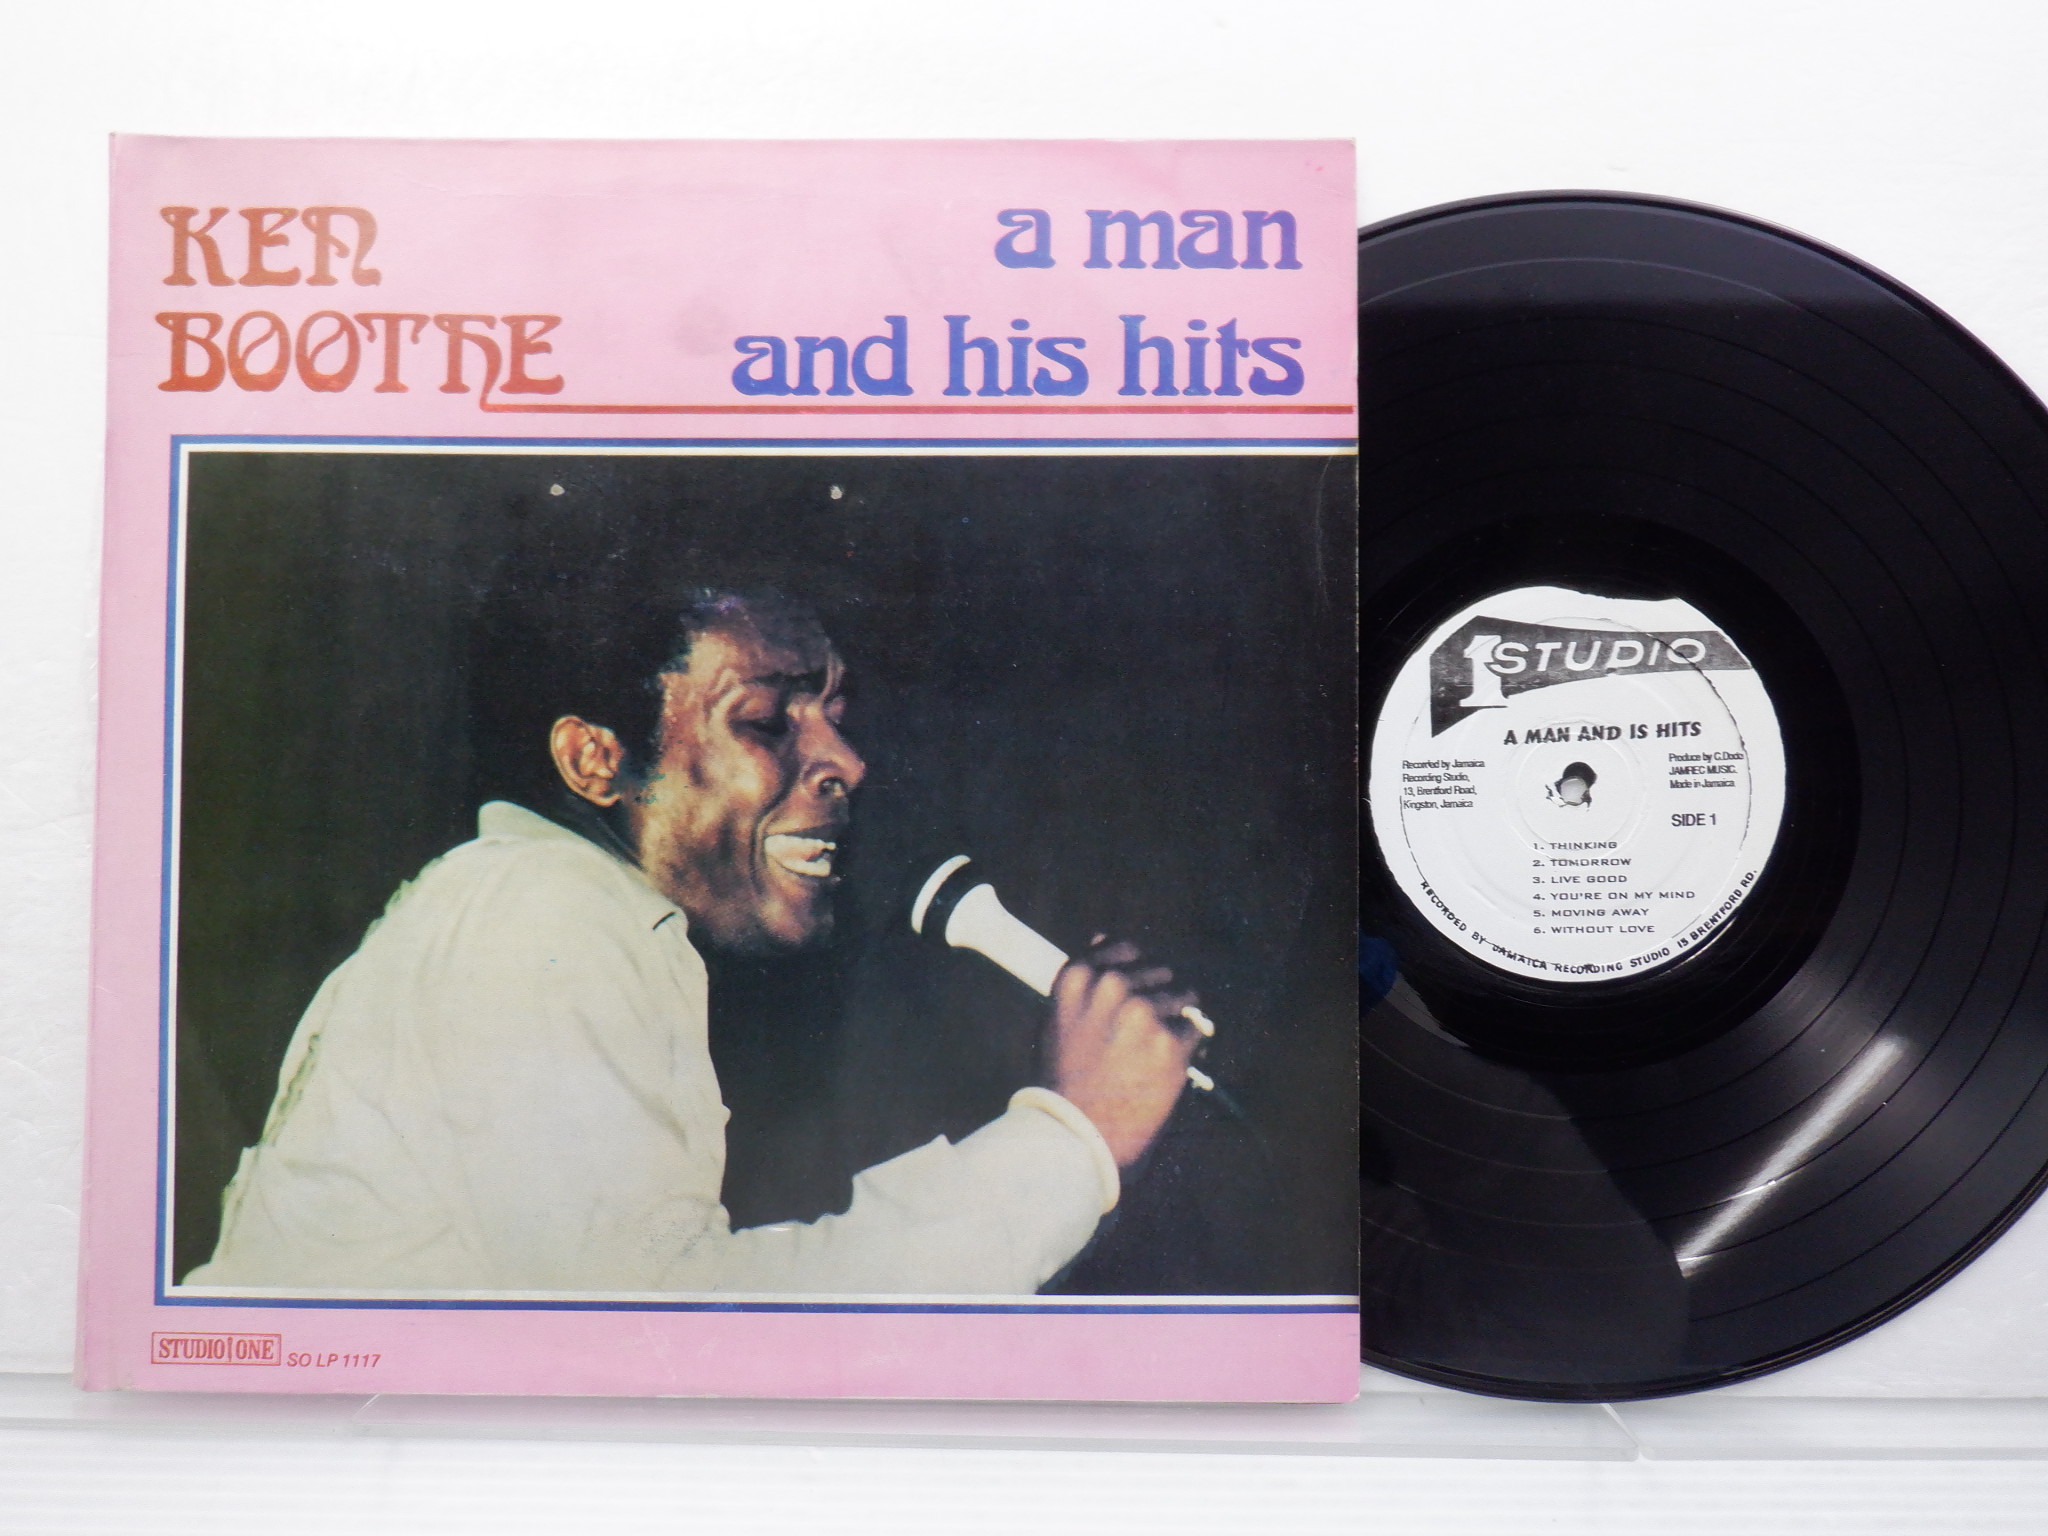 KEN
BOOTHE
a man
and his hits
STUDIO ONE SO LP 1117
1 STUDIO
A MAN AND IS HITS
Recorded by Jamaica
Recording Studio,
13, Brentford Road,
Kingston, Jamaica
Produce by C.Dodd
JAMREC MUSIC.
Made in Jamaica
SIDE 1
1. THINKING
2. TOMORROW
3. LIVE GOOD
4. YOU'RE ON MY MIND
5. MOVING AWAY
6. WITHOUT LOVE
RECORDED BY JAMAICA RECORDING STUDIO 13 BRENTFORD RD.